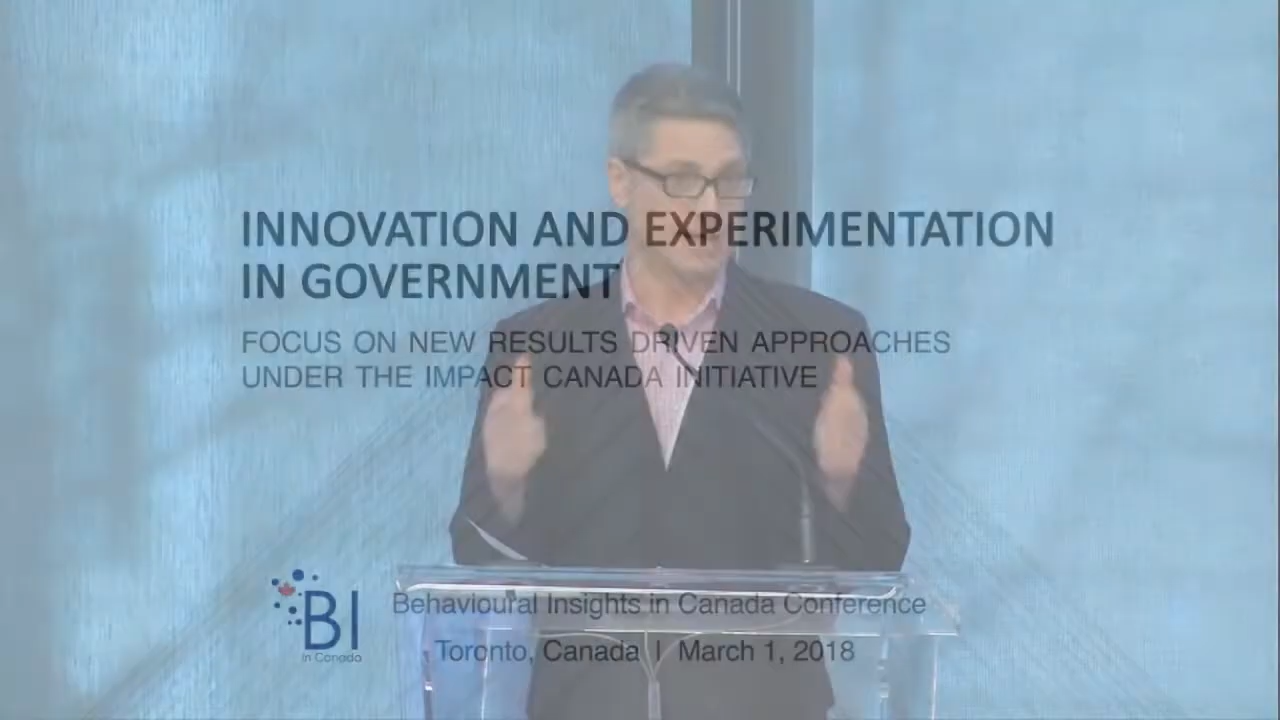 INNOVATION AND EXPERIMENTATION
IN GOVERNMENT
FOCUS ON NEW RESULTS DRIVEN APPROACHES
UNDER THE IMPACT CANADA INITIATIVE
BI
in Canada
Behavioural Insights in Canada Conference
Toronto, Canada | March 1, 2018